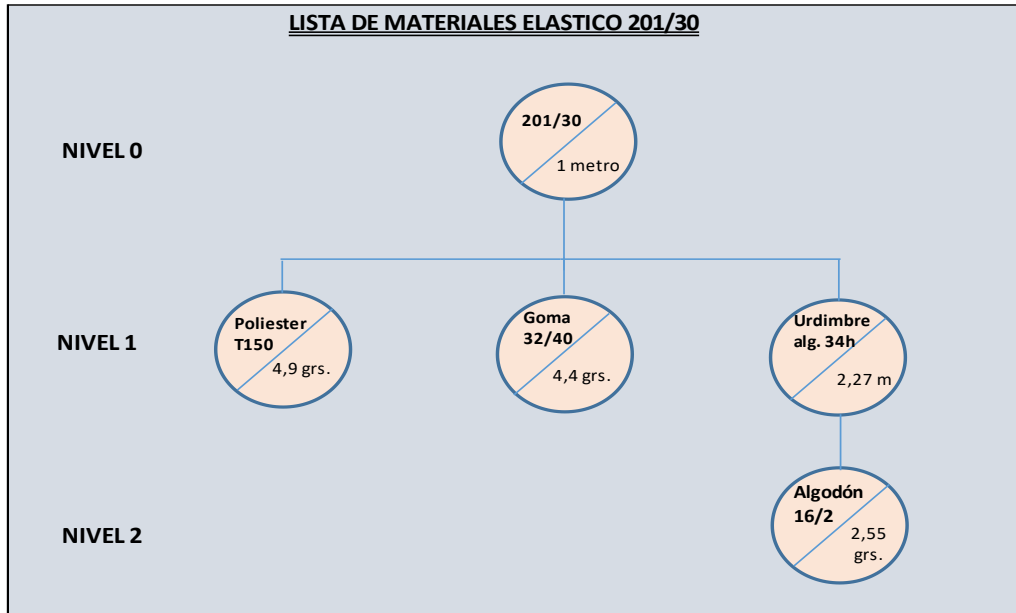 LISTA DE MATERIALES ELASTICO 201/30
NIVEL 0
201/30
1 metro
NIVEL 1
Poliester
T150
4,9 grs.
Goma
32/40
4,4 grs.
Urdimbre
alg. 34h
2,27 m
NIVEL 2
Algodón
16/2
2,55
grs.